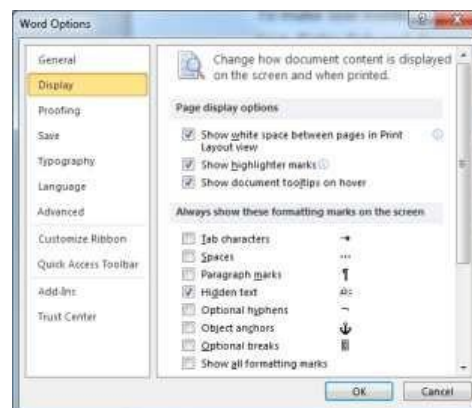 Word Options
General
Display
Proofing
Save
Typography
Language
Advanced
Customize Ribbon
Quick Access Toolbar
Add-Ins
Trust Center
Change how document content is displayed
on the screen and when printed.
Page display options
Show white space between pages in Print
Layout view
Show highlighter marks
Show document tooltips on hover
Always show these formatting marks on the screen
Tab characters →
Spaces ···
Paragraph marks ¶
Hidden text abc
Optional hyphens ¬
Object anchors ⚓
Optional breaks
Show all formatting marks
OK Cancel